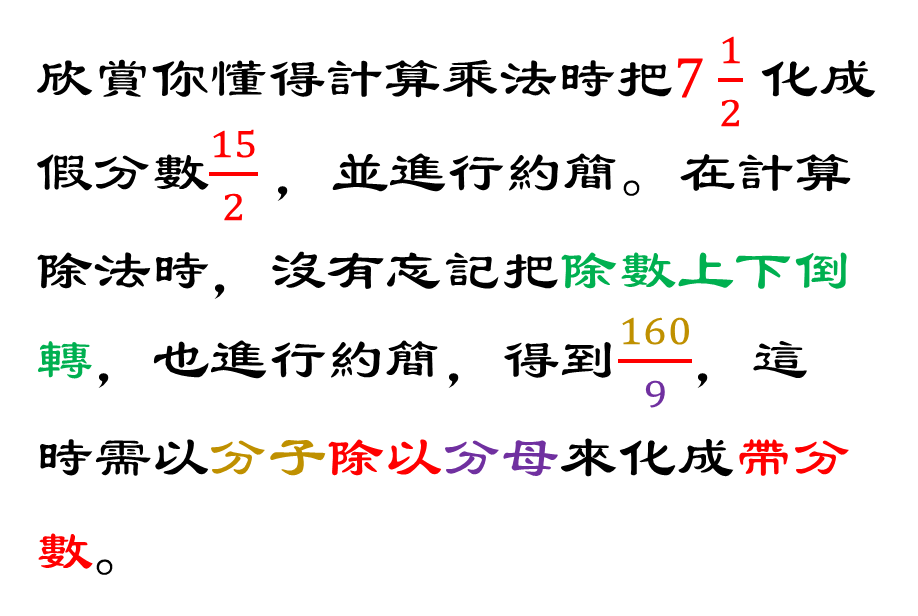 欣賞你懂得計算乘法時把7 1/2 化成
假分數15/2，並進行約簡。在計算
除法時，沒有忘記把除數上下倒
轉，也進行約簡，得到160/9，這
時需以分子除以分母來化成帶分
數。